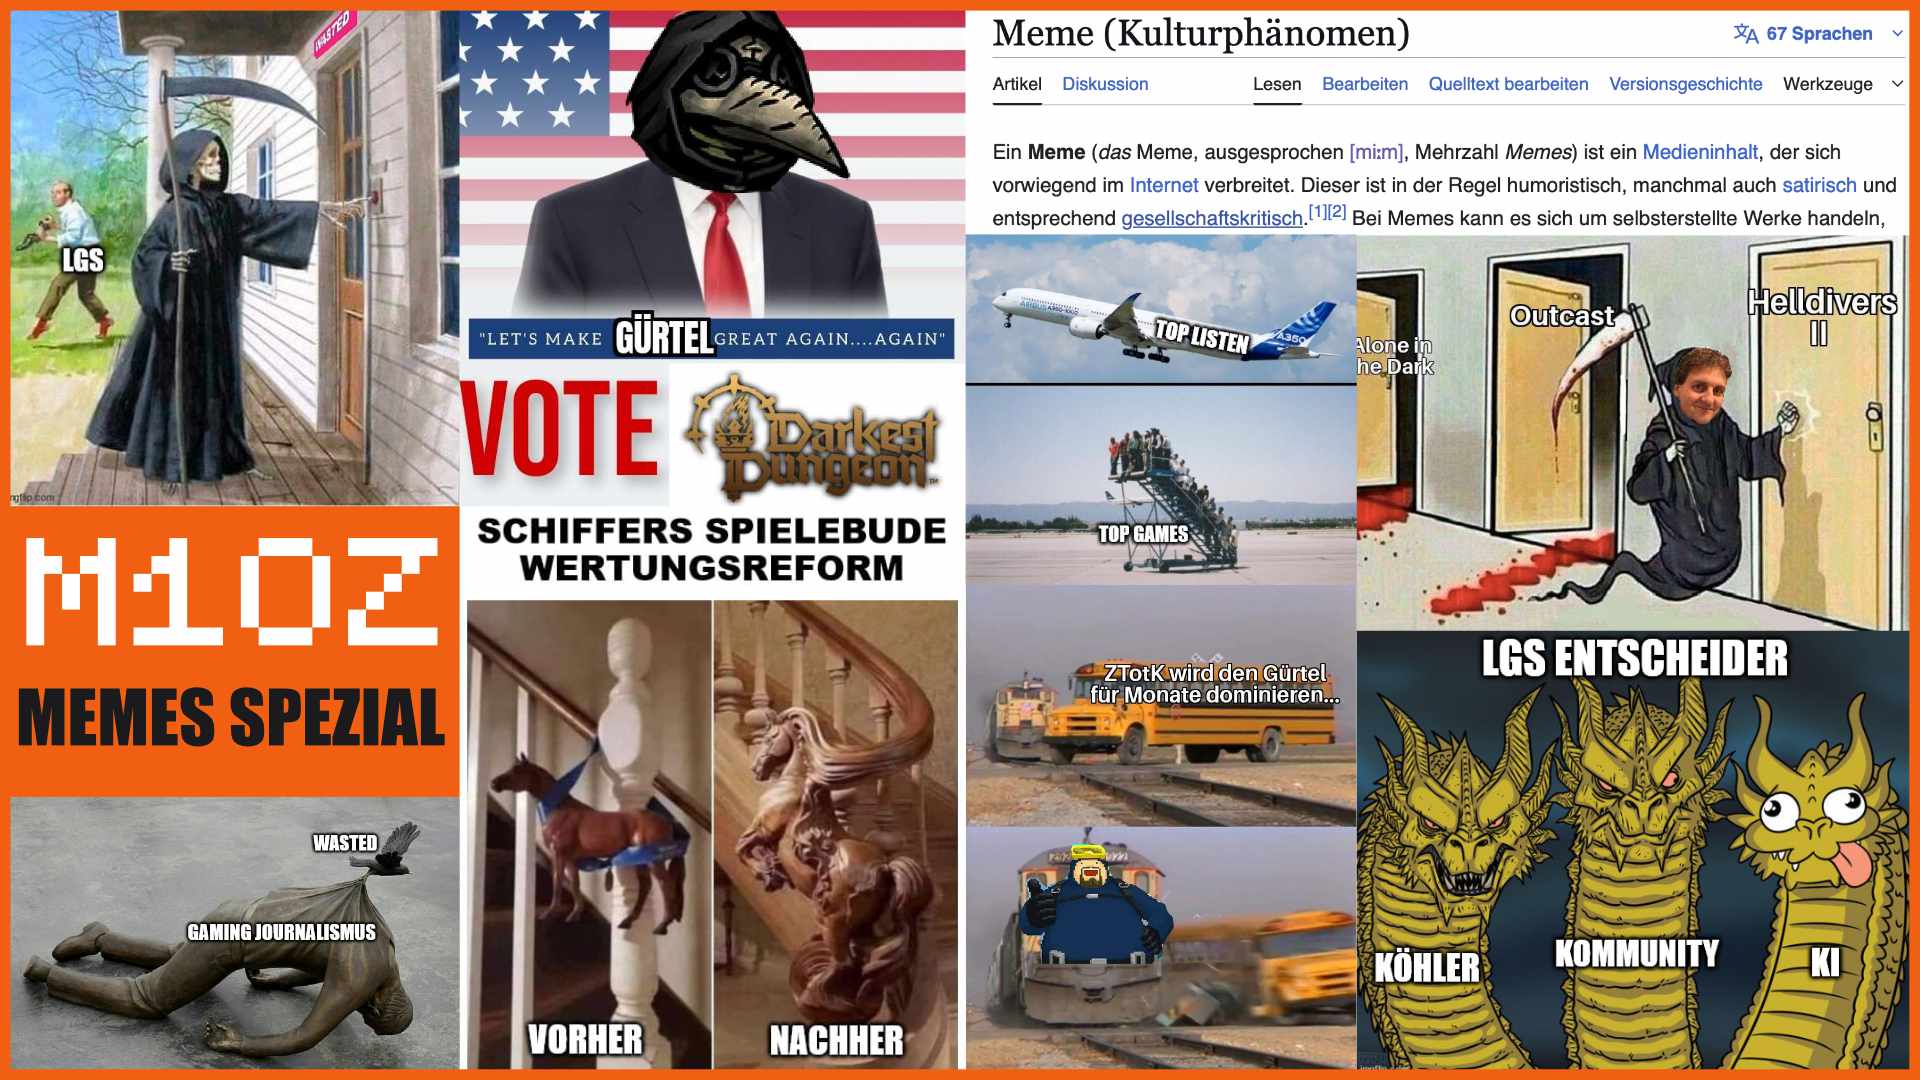 WASTED
LGS
M10Z
MEMES SPEZIAL
WASTED
GAMING JOURNALISMUS
"LET'S MAKE GÜRTEL GREAT AGAIN....AGAIN"
VOTE
Darkest
Dungeon™
SCHIFFERS SPIELEBUDE
WERTUNGSREFORM
VORHER
NACHHER
Meme (Kulturphänomen)
67 Sprachen
Artikel Diskussion Lesen Bearbeiten Quelltext bearbeiten Versionsgeschichte Werkzeuge
Ein Meme (das Meme, ausgesprochen [miːm], Mehrzahl Memes) ist ein Medieninhalt, der sich
vorwiegend im Internet verbreitet. Dieser ist in der Regel humoristisch, manchmal auch satirisch und
entsprechend gesellschaftskritisch.[1][2] Bei Memes kann es sich um selbsterstellte Werke handeln,
AIRBUS A350-1000
TOP LISTEN
A350
TOP GAMES
ZTotK wird den Gürtel
für Monate dominieren...
Alone in
he Dark
Outcast
Helldivers
II
LGS ENTSCHEIDER
KÖHLER
KOMMUNITY
KI